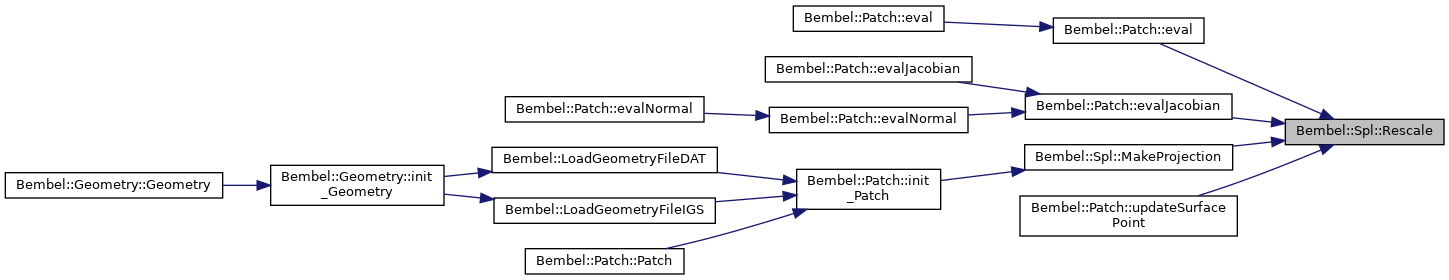 Bembel::Patch::eval
Bembel::Patch::eval
Bembel::Patch::evalJacobian
Bembel::Patch::evalNormal
Bembel::Patch::evalJacobian
Bembel::Patch::evalNormal
Bembel::Spl::Rescale
Bembel::LoadGeometryFileDAT
Bembel::Spl::MakeProjection
Bembel::Geometry::Geometry
Bembel::Geometry::init
_Geometry
Bembel::Patch::init
_Patch
Bembel::LoadGeometryFileIGS
Bembel::Patch::updateSurface
Point
Bembel::Patch::Patch